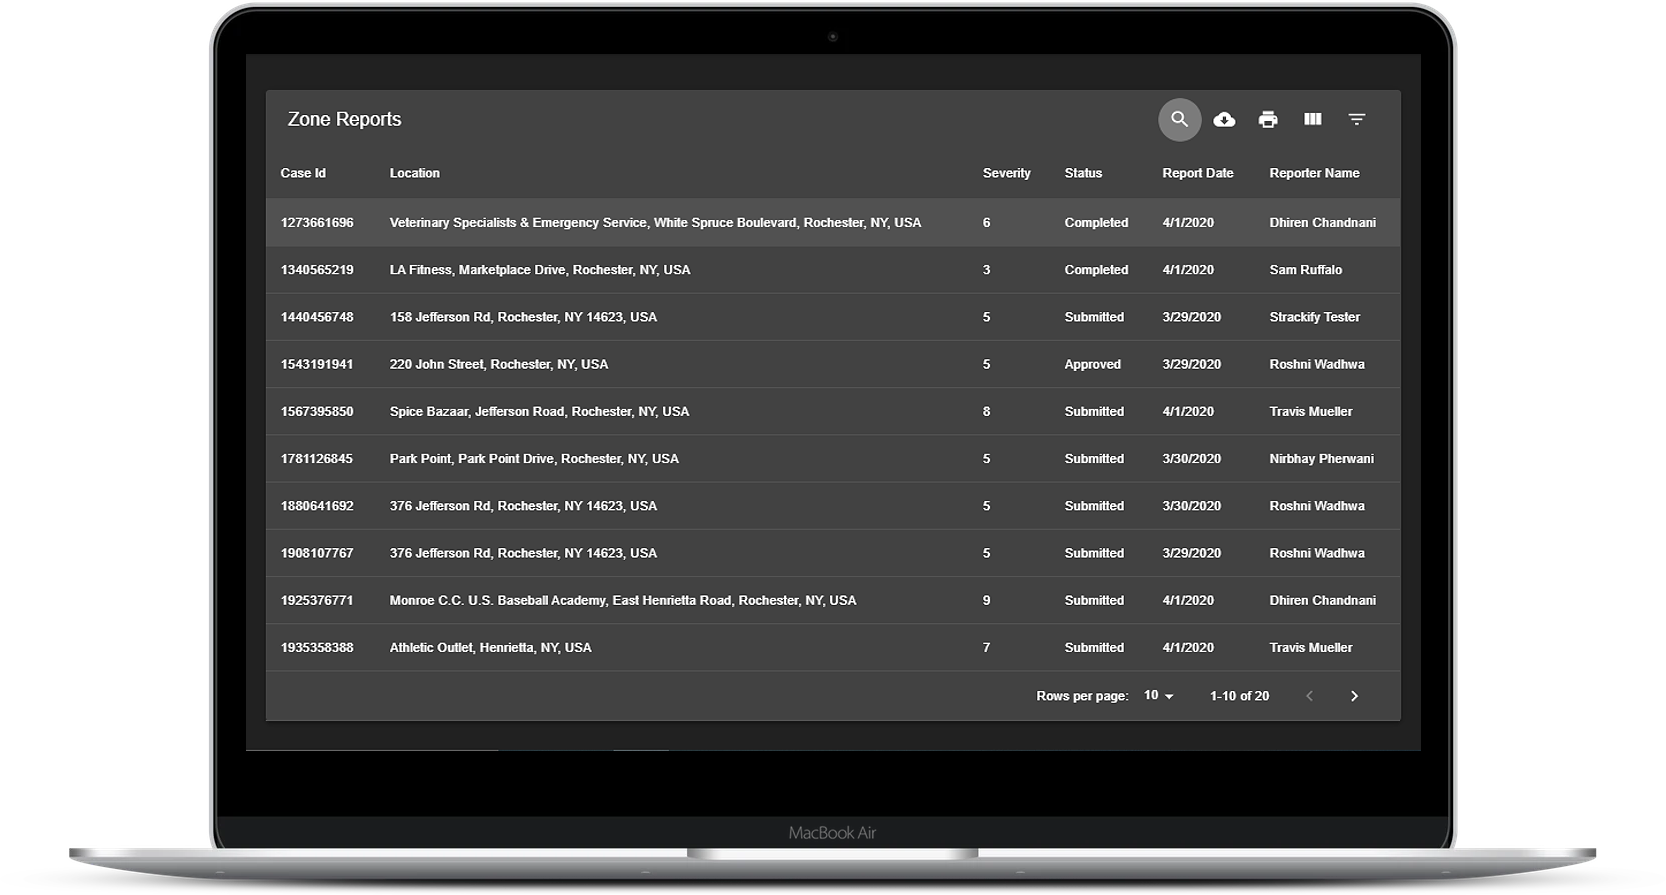 Zone Reports
Case Id Location Severity Status Report Date Reporter Name
1273661696 Veterinary Specialists & Emergency Service, White Spruce Boulevard, Rochester, NY, USA 6 Completed 4/1/2020 Dhiren Chandnani
1340565219 LA Fitness, Marketplace Drive, Rochester, NY, USA 3 Completed 4/1/2020 Sam Ruffalo
1440456748 158 Jefferson Rd, Rochester, NY 14623, USA 5 Submitted 3/29/2020 Strackify Tester
1543191941 220 John Street, Rochester, NY, USA 5 Approved 3/29/2020 Roshni Wadhwa
1567395850 Spice Bazaar, Jefferson Road, Rochester, NY, USA 8 Submitted 4/1/2020 Travis Mueller
1781126845 Park Point, Park Point Drive, Rochester, NY, USA 5 Submitted 3/30/2020 Nirbhay Pherwani
1880641692 376 Jefferson Rd, Rochester, NY 14623, USA 5 Submitted 3/30/2020 Roshni Wadhwa
1908107767 376 Jefferson Rd, Rochester, NY 14623, USA 5 Submitted 3/29/2020 Roshni Wadhwa
1925376771 Monroe C.C. U.S. Baseball Academy, East Henrietta Road, Rochester, NY, USA 9 Submitted 4/1/2020 Dhiren Chandnani
1935358388 Athletic Outlet, Henrietta, NY, USA 7 Submitted 4/1/2020 Travis Mueller
Rows per page: 10 1-10 of 20
MacBook Air